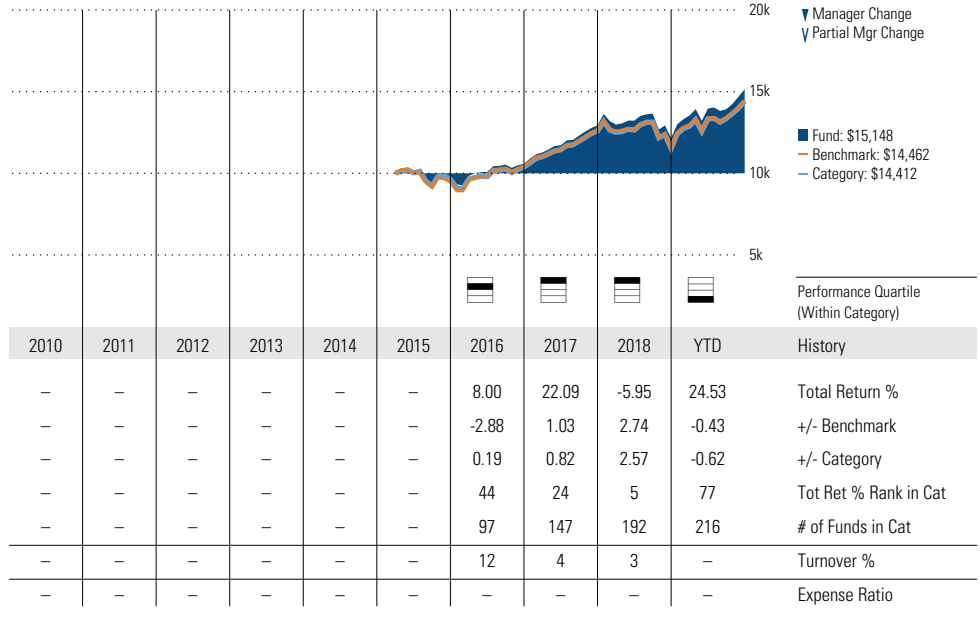 20k
Manager Change
Partial Mgr Change
15k
Fund: $15,148
Benchmark: $14,462
Category: $14,412
10k
5k
Performance Quartile
(Within Category)
2010 2011 2012 2013 2014 2015 2016 2017 2018 YTD History
– – – – – – 8.00 22.09 -5.95 24.53 Total Return %
– – – – – – -2.88 1.03 2.74 -0.43 +/- Benchmark
– – – – – – 0.19 0.82 2.57 -0.62 +/- Category
– – – – – – 44 24 5 77 Tot Ret % Rank in Cat
– – – – – – 97 147 192 216 # of Funds in Cat
– – – – – – 12 4 3 – Turnover %
– – – – – – – – – – Expense Ratio